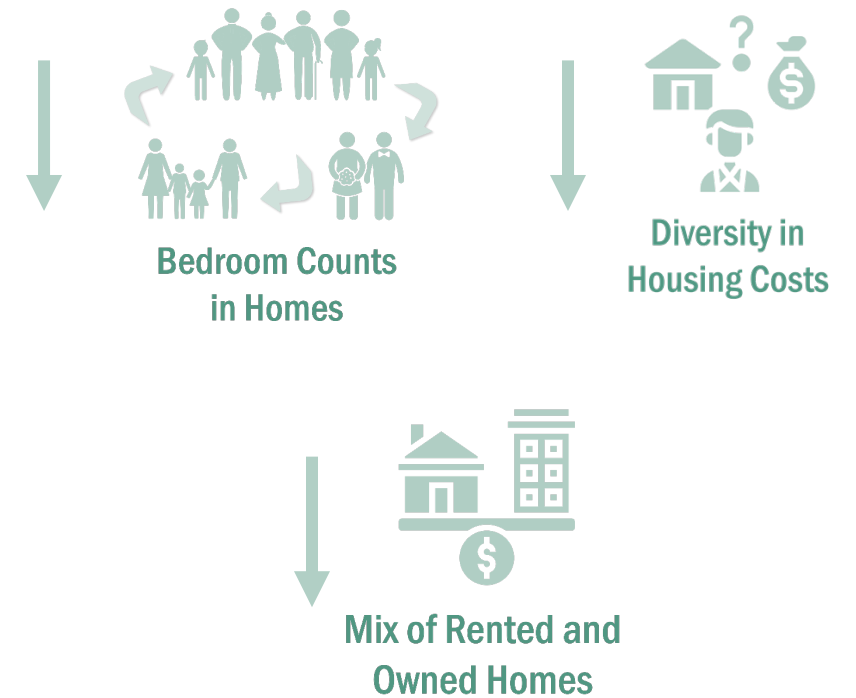 ?
$
Diversity in
Housing Costs
Bedroom Counts
in Homes
$
Mix of Rented and
Owned Homes